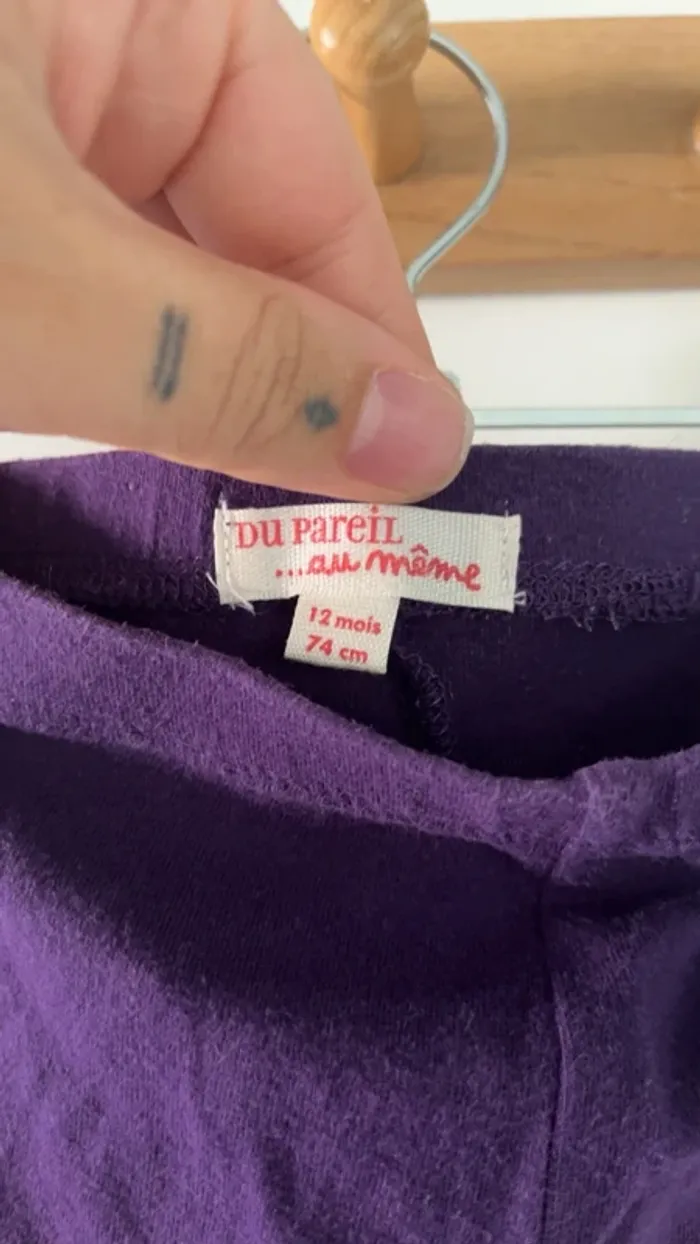 DU PAREIL
...au même
12 mois
74 cm